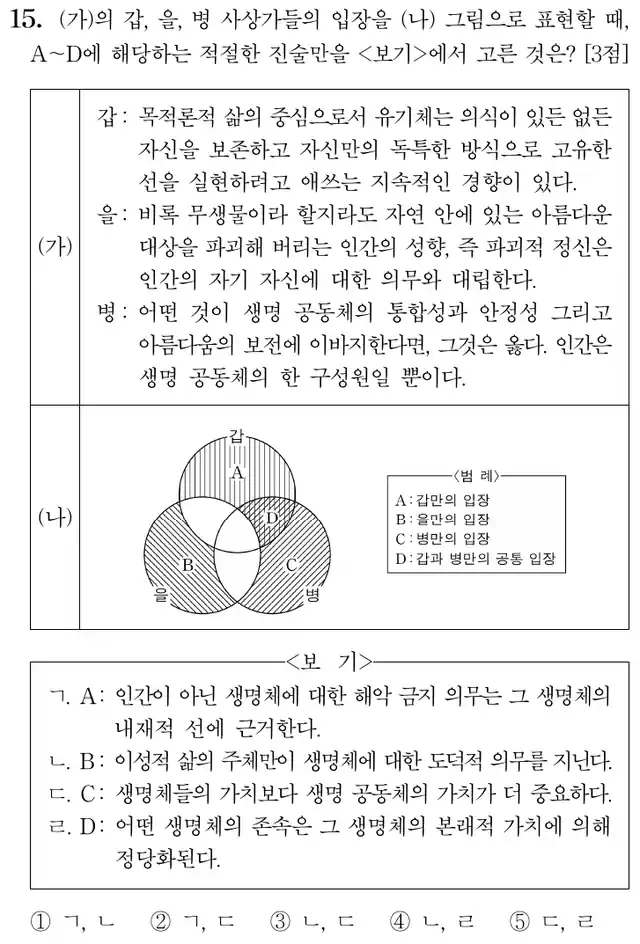 15. (가)의 갑, 을, 병 사상가들의 입장을 (나) 그림으로 표현할 때,
A~D에 해당하는 적절한 진술만을 <보기>에서 고른 것은? [3점]
(가)
갑: 목적론적 삶의 중심으로서 유기체는 의식이 있든 없든
자신을 보존하고 자신만의 독특한 방식으로 고유한
선을 실현하려고 애쓰는 지속적인 경향이 있다.
을: 비록 무생물이라 할지라도 자연 안에 있는 아름다운
대상을 파괴해 버리는 인간의 성향, 즉 파괴적 정신은
인간의 자기 자신에 대한 의무와 대립한다.
병: 어떤 것이 생명 공동체의 통합성과 안정성 그리고
아름다움의 보전에 이바지한다면, 그것은 옳다. 인간은
생명 공동체의 한 구성원일 뿐이다.
(나)
갑
A
D
B
C
을
병
<범 례>
A: 갑만의 입장
B: 을만의 입장
C: 병만의 입장
D: 갑과 병만의 공통 입장
<보 기>
ㄱ. A: 인간이 아닌 생명체에 대한 해악 금지 의무는 그 생명체의
내재적 선에 근거한다.
ㄴ. B: 이성적 삶의 주체만이 생명체에 대한 도덕적 의무를 지닌다.
ㄷ. C: 생명체들의 가치보다 생명 공동체의 가치가 더 중요하다.
ㄹ. D: 어떤 생명체의 존속은 그 생명체의 본래적 가치에 의해
정당화된다.
① ㄱ, ㄴ ② ㄱ, ㄷ ③ ㄴ, ㄷ ④ ㄴ, ㄹ ⑤ ㄷ, ㄹ